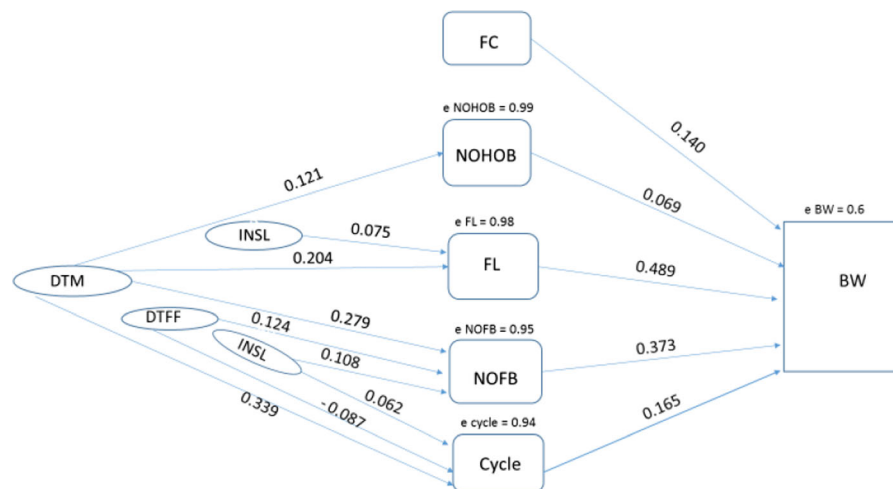 FC
e NOHOB = 0.99
NOHOB
0.140
0.121
0.069
INSL
0.075
e FL = 0.98
e BW = 0.6
FL
0.204
0.489
DTM
BW
DTFF
0.124
0.279
e NOFB = 0.95
INSL
0.108
NOFB
0.373
0.339
-0.087
0.062
e cycle = 0.94
0.165
Cycle